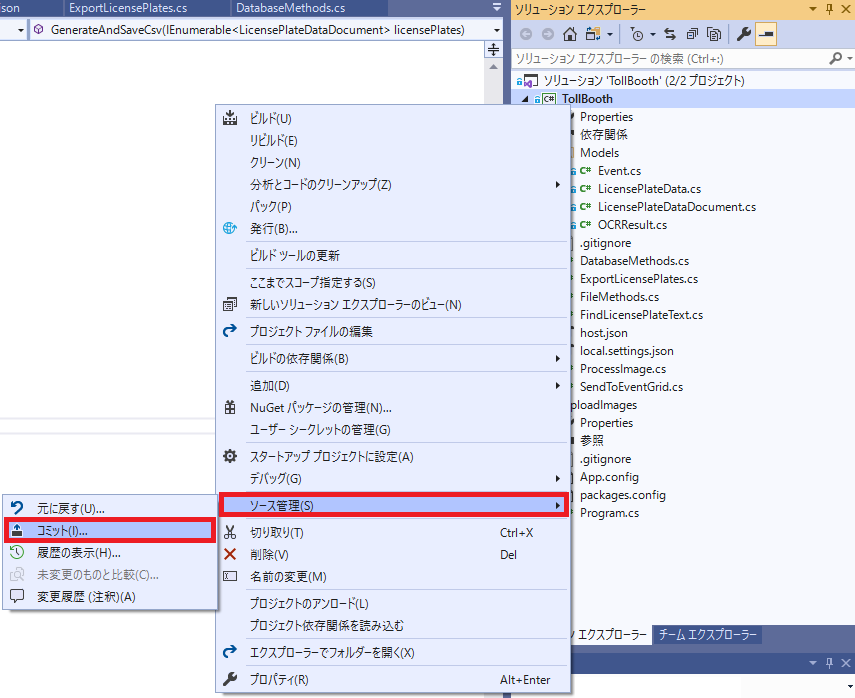 son
ExportLicensePlates.cs
DatabaseMethods.cs
GenerateAndSaveCsv(IEnumerable<LicensePlateDataDocument> licensePlates)
ソリューション エクスプローラー
ソリューション エクスプローラー の検索 (Ctrl+:)
ソリューション 'TollBooth' (2/2 プロジェクト)
TollBooth
Properties
依存関係
Models
Event.cs
LicensePlateData.cs
LicensePlateDataDocument.cs
OCRResult.cs
.gitignore
DatabaseMethods.cs
ExportLicensePlates.cs
FileMethods.cs
FindLicensePlateText.cs
host.json
local.settings.json
ProcessImage.cs
SendToEventGrid.cs
ploadImages
Properties
参照
.gitignore
App.config
packages.config
Program.cs
エクスプローラー
チーム エクスプローラー
ビルド(U)
リビルド(E)
クリーン(N)
分析とコードのクリーンアップ(Z)
パック(P)
発行(B)...
ビルド ツールの更新
ここまでスコープ指定する(S)
新しいソリューション エクスプローラーのビュー(N)
プロジェクト ファイルの編集
ビルドの依存関係(B)
追加(D)
NuGet パッケージの管理(N)...
ユーザー シークレットの管理(G)
スタートアップ プロジェクトに設定(A)
デバッグ(G)
ソース管理(S)
切り取り(T) Ctrl+X
削除(V) Del
名前の変更(M)
プロジェクトのアンロード(L)
プロジェクト依存関係を読み込む
エクスプローラーでフォルダーを開く(X)
プロパティ(R) Alt+Enter
元に戻す(U)...
コミット(I)...
履歴の表示(H)...
未変更のものと比較(C)...
変更履歴 (注釈)(A)